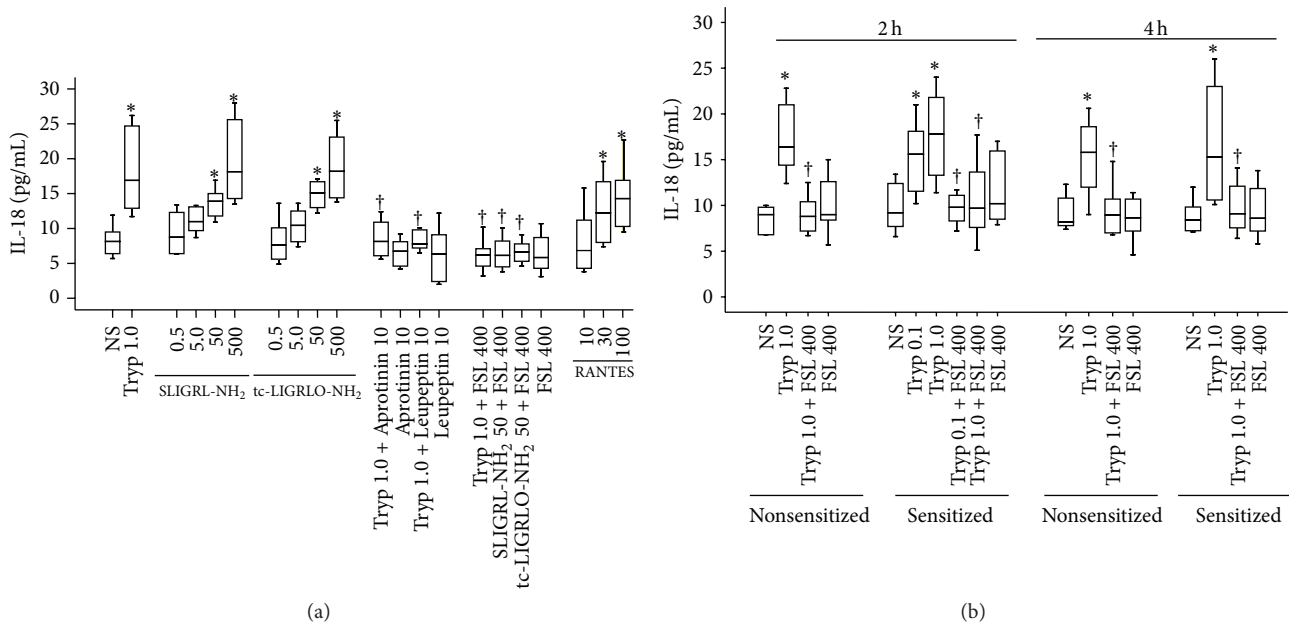 IL-18 (pg/mL)
30
25
20
15
10
5
0
*
*
*
*
*
†
†
†
†
†
*
*
NS
Tryp 1.0
0.5
5.0
50
500
SLIGRL-NH₂
0.5
5.0
50
500
tc-LIGRLO-NH₂
Tryp 1.0 + Aprotinin 10
Aprotinin 10
Tryp 1.0 + Leupeptin 10
Leupeptin 10
Tryp 1.0 + FSL 400
SLIGRL-NH₂ 50 + FSL 400
tc-LIGRLO-NH₂ 50 + FSL 400
FSL 400
10
30
100
RANTES
(a)
IL-18 (pg/mL)
30
25
20
15
10
5
0
2 h
4 h
*
†
*
*
†
†
*
†
*
†
NS
Tryp 1.0
Tryp 1.0 + FSL 400
FSL 400
Nonsensitized
NS
Tryp 0.1
Tryp 1.0
Tryp 0.1 + FSL 400
Tryp 1.0 + FSL 400
FSL 400
Sensitized
NS
Tryp 1.0
Tryp 1.0 + FSL 400
FSL 400
Nonsensitized
NS
Tryp 1.0
Tryp 1.0 + FSL 400
FSL 400
Sensitized
(b)